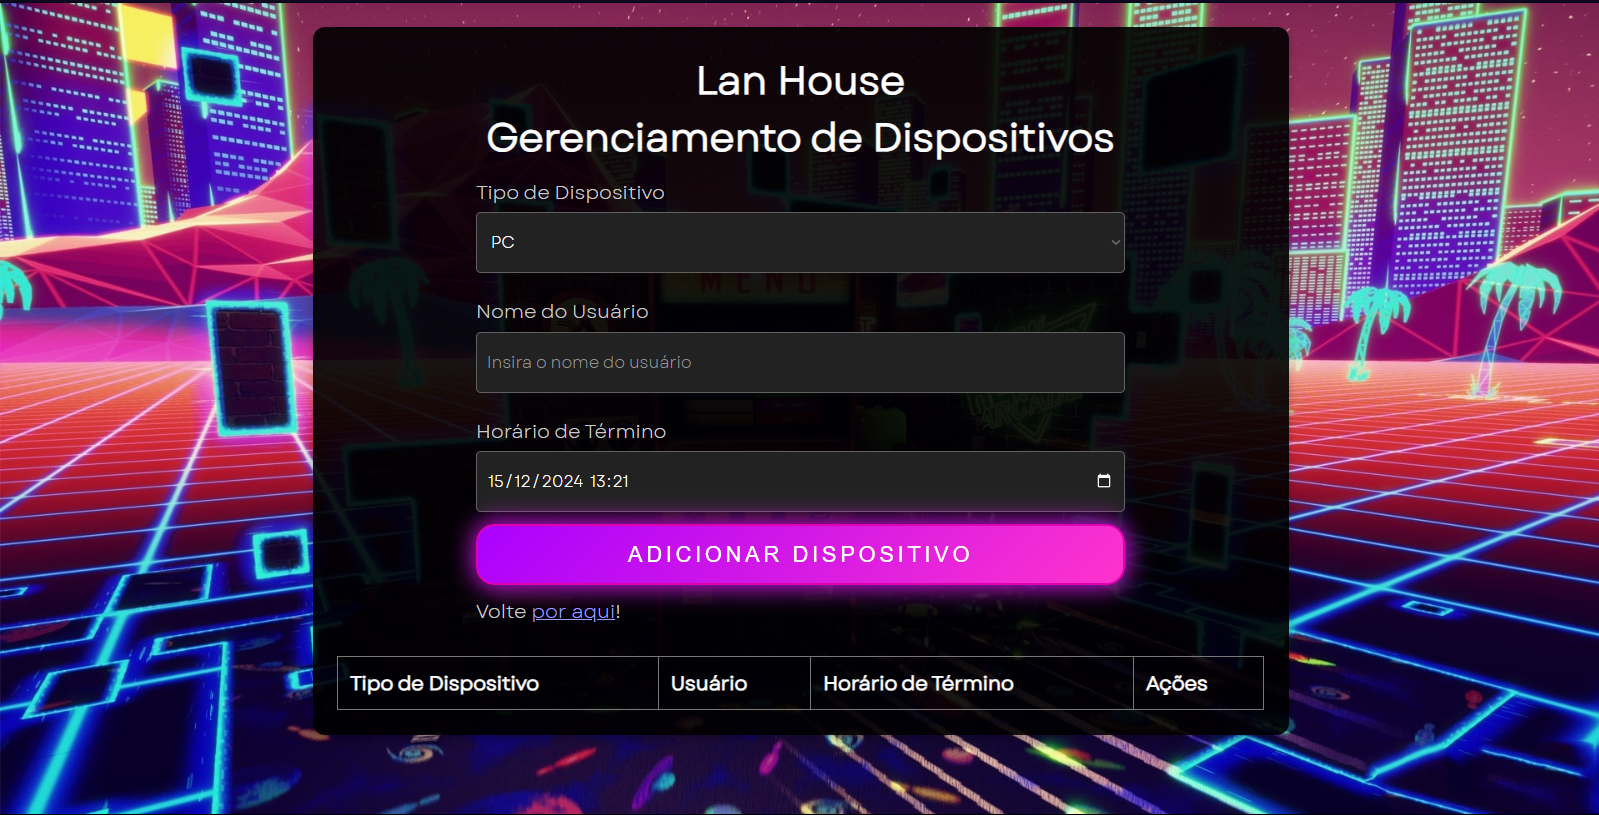 Lan House
Gerenciamento de Dispositivos
Tipo de Dispositivo
PC
MENU
Nome do Usuário
Insira o nome do usuário
Horário de Término
15/12/2024 13:21
ADICIONAR DISPOSITIVO
Volte por aqui!
Tipo de Dispositivo Usuário Horário de Término Ações